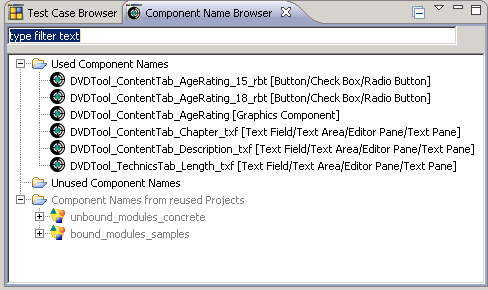 Test Case Browser
Component Name Browser
type filter text
Used Component Names
DVDTool_ContentTab_AgeRating_15_rbt [Button/Check Box/Radio Button]
DVDTool_ContentTab_AgeRating_18_rbt [Button/Check Box/Radio Button]
DVDTool_ContentTab_AgeRating [Graphics Component]
DVDTool_ContentTab_Chapter_txf [Text Field/Text Area/Editor Pane/Text Pane]
DVDTool_ContentTab_Description_txf [Text Field/Text Area/Editor Pane/Text Pane]
DVDTool_TechnicsTab_Length_txf [Text Field/Text Area/Editor Pane/Text Pane]
Unused Component Names
Component Names from reused Projects
unbound_modules_concrete
bound_modules_samples